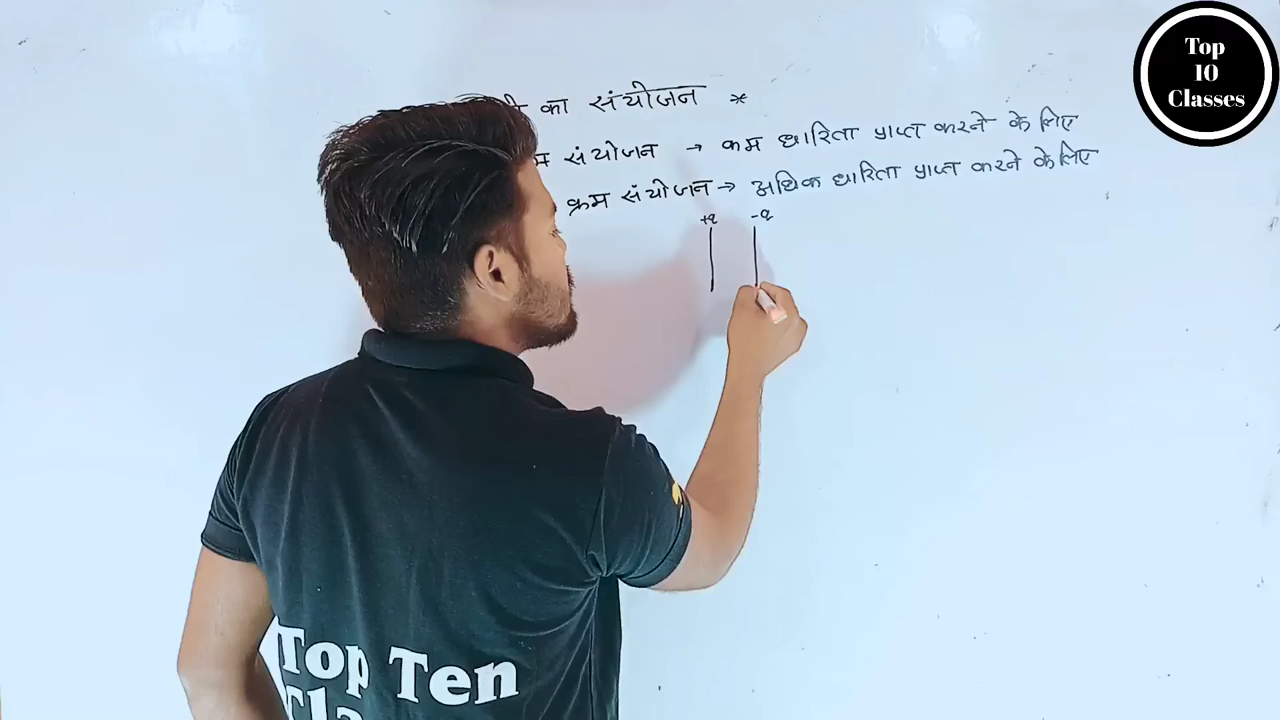 का संयोजन *
संयोजन → कम धारिता प्राप्त करने के लिए
क्रम संयोजन → अधिक धारिता प्राप्त करने के लिए
+q -q
Top
10
Classes
Top Ten